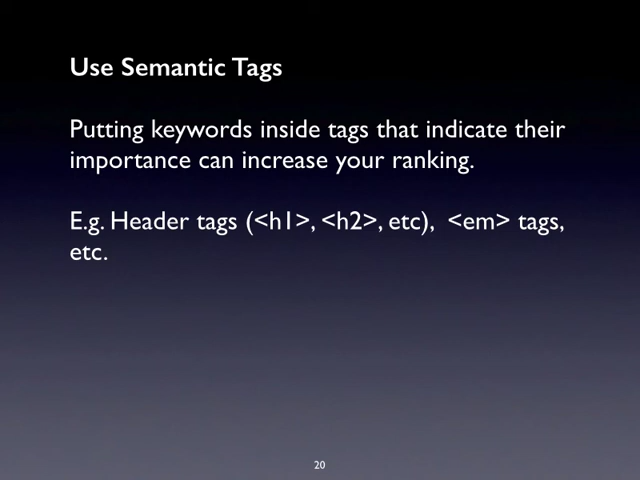 Use Semantic Tags
Putting keywords inside tags that indicate their
importance can increase your ranking.
E.g. Header tags (<h1>, <h2>, etc), <em> tags,
etc.
20